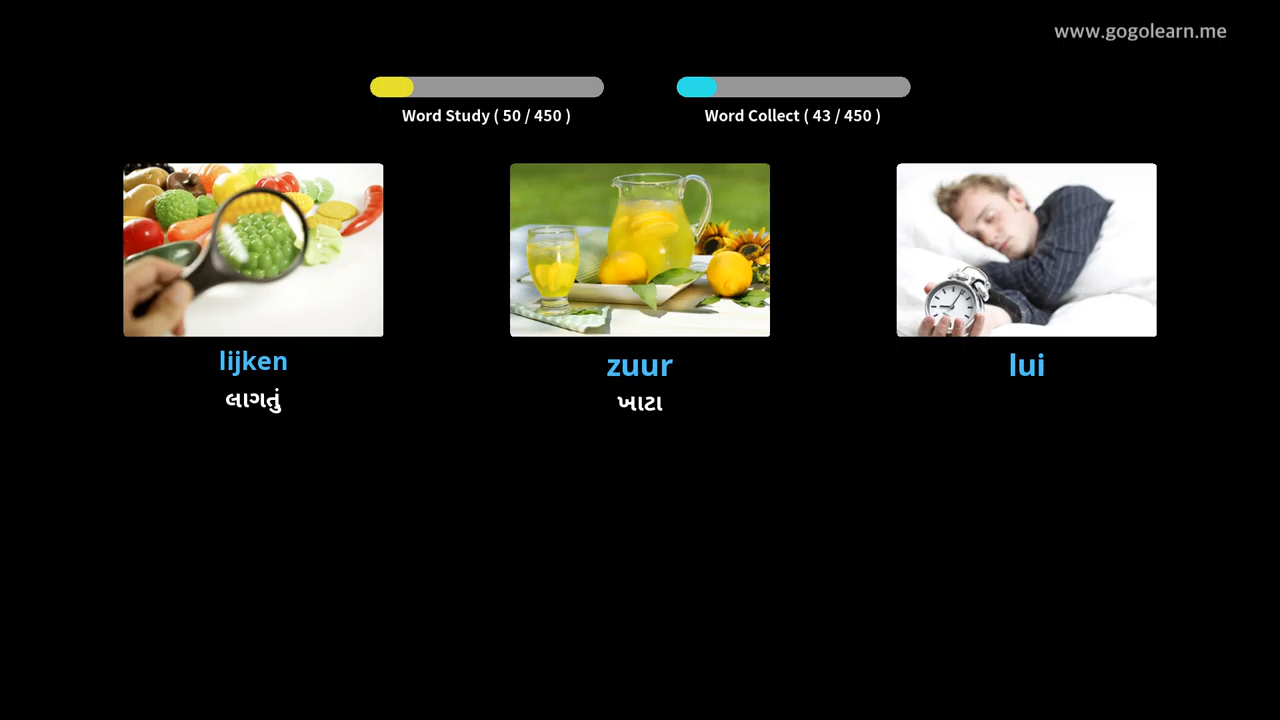 www.gogolearn.me
Word Study ( 50 / 450 )
Word Collect ( 43 / 450 )
lijken
લાગતું
zuur
ખાટા
lui